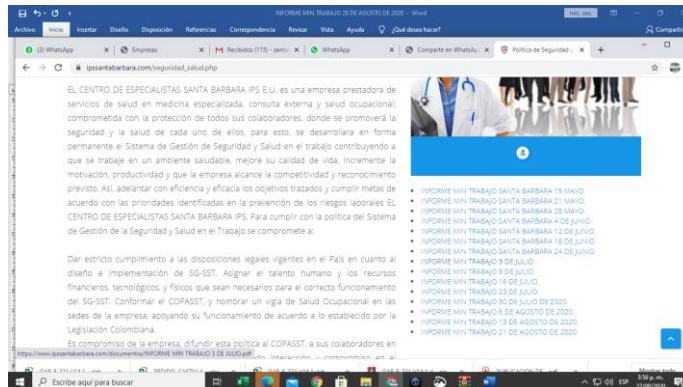 INFORME MIN TRABAJO 28 DE AGOSTO DE 2020 - Word
Inic. ses.
Archivo Inicio Insertar Diseño Disposición Referencias Correspondencia Revisar Vista Ayuda ¿Qué desea hacer? Compartir
(3) WhatsApp
Empresas
WhatsApp
Comparte en WhatsAp
Política de Seguridad y
ipssantabarbara.com/seguridad_salud.php
EL CENTRO DE ESPECIALISTAS SANTA BARBARA IPS E.U. es una empresa prestadora de
servicios de salud en medicina especializada, consulta externa y salud ocupacional;
comprometida con la protección de todos sus colaboradores, donde se promoverá la
seguridad y la salud de cada uno de ellos, para esto, se desarrollara en forma
permanente el Sistema de Gestión de Seguridad y Salud en el trabajo contribuyendo a
que se trabaje en un ambiente saludable, mejore su calidad de vida, incremente la
motivación, productividad y que la empresa alcance la competitividad y reconocimiento
previsto. Así, adelantar con eficiencia y eficacia los objetivos trazados y cumplir metas de
acuerdo con las prioridades identificadas en la prevención de los riesgos laborales EL
CENTRO DE ESPECIALISTAS SANTA BARBARA IPS. Para cumplir con la política del Sistema
de Gestión de la Seguridad y Salud en el Trabajo se compromete a:
Dar estricto cumplimiento a las disposiciones legales vigentes en el País en cuanto al
diseño e implementación de SG-SST. Asignar el talento humano y los recursos
financieros, tecnológicos, y físicos que sean necesarios para el correcto funcionamiento
del SG-SST. Conformar el COPASST, y nombrar un vigía de Salud Ocupacional en las
sedes de la empresa, apoyando su funcionamiento de acuerdo a lo establecido por la
Legislación Colombiana.
Es compromiso de la empresa, difundir esta política al COPASST, a sus colaboradores en
INFORME MIN TRABAJO SANTA BARBARA 15 MAYO.
INFORME MIN TRABAJO SANTA BARBARA 21 MAYO.
INFORME MIN TRABAJO SANTA BARBARA 28 MAYO.
INFORME MIN TRABAJO SANTA BARBARA 4 DE JUNIO.
INFORME MIN TRABAJO SANTA BARBARA 12 DE JUNIO
INFORME MIN TRABAJO SANTA BARBARA 18 DE JUNIO
INFORME MIN TRABAJO SANTA BARBARA 24 DE JUNIO
INFORME MIN TRABAJO 3 DE JULIO.
INFORME MIN TRABAJO 9 DE JULIO.
INFORME MIN TRABAJO 16 DE JULIO.
INFORME MIN TRABAJO 23 DE JULIO.
INFORME MIN TRABAJO 30 DE JULIO DE 2020.
INFORME MIN TRABAJO 6 DE AGOSTO DE 2020.
INFORME MIN TRABAJO 13 DE AGOSTO DE 2020
INFORME MIN TRABAJO 21 DE AGOSTO DE 2020
https://www.ipssantabarbara.com/documentos/INFORME MIN TRABAJO 3 DE JULIO.pdf
Escribe aquí para buscar
ESP
3:56 p. m.